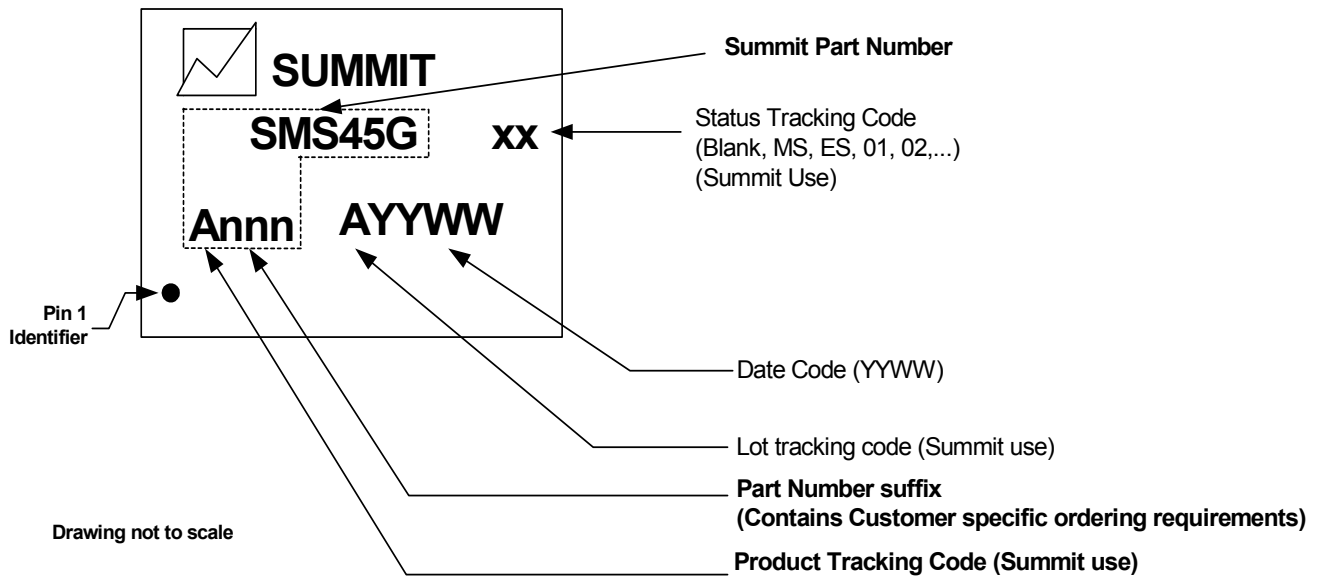 SUMMIT
SMS45G
xx
Annn
AYYWW
Pin 1
Identifier
Drawing not to scale
Summit Part Number
Status Tracking Code
(Blank, MS, ES, 01, 02,...)
(Summit Use)
Date Code (YYWW)
Lot tracking code (Summit use)
Part Number suffix
(Contains Customer specific ordering requirements)
Product Tracking Code (Summit use)